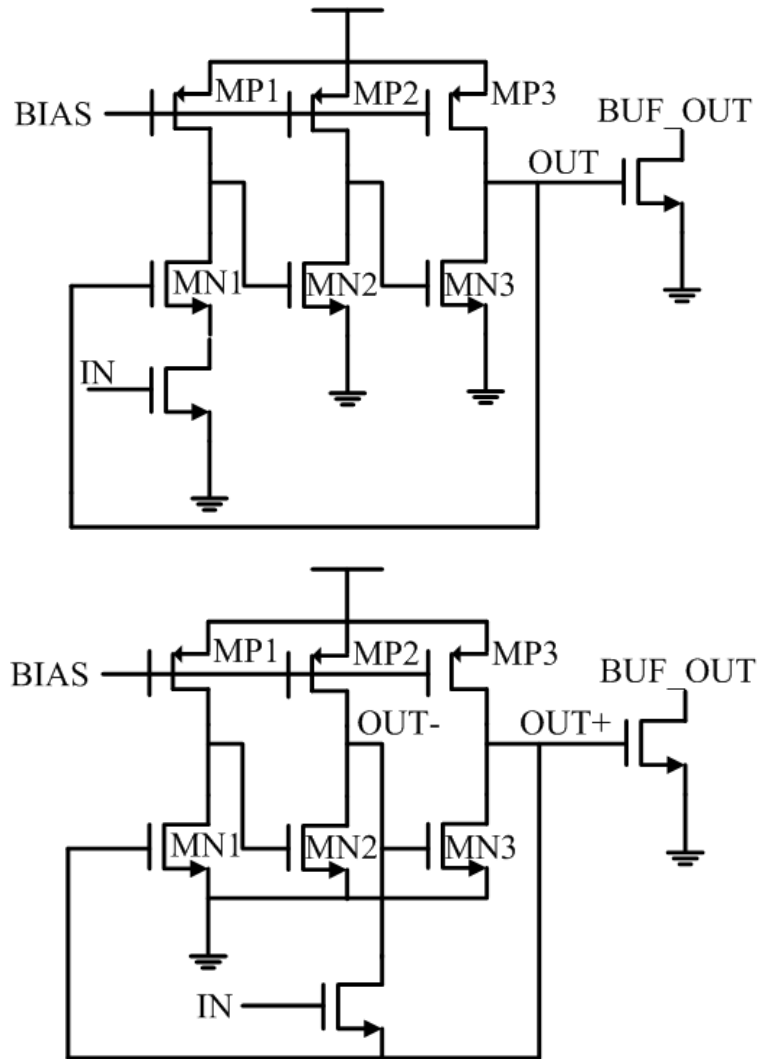 MP1
MP2
MP3
BIAS
BUF_OUT
OUT
MN1
MN2
MN3
IN
MP1
MP2
MP3
BIAS
BUF_OUT
OUT-
OUT+
MN1
MN2
MN3
IN